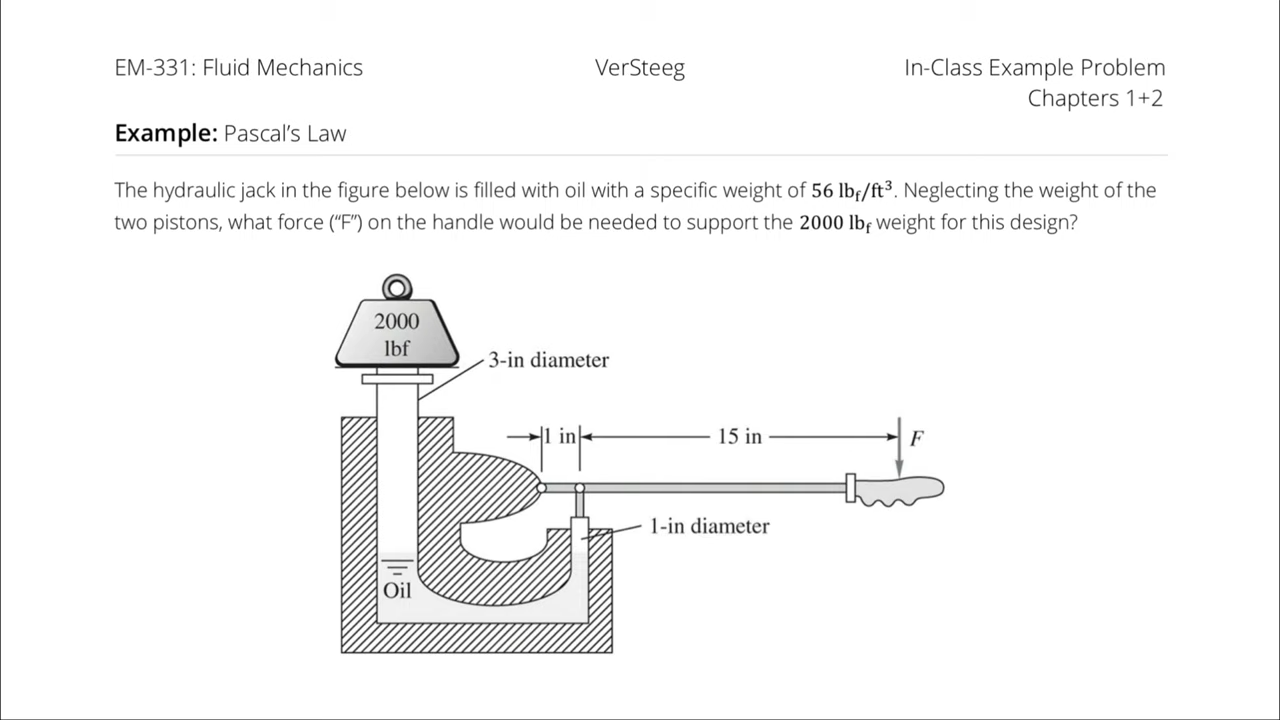 EM-331: Fluid Mechanics VerSteeg In-Class Example Problem
Chapters 1+2
Example: Pascal's Law
The hydraulic jack in the figure below is filled with oil with a specific weight of 56 lbf/ft³. Neglecting the weight of the
two pistons, what force ("F") on the handle would be needed to support the 2000 lbf weight for this design?
2000
lbf
3-in diameter
1 in
15 in
F
1-in diameter
Oil